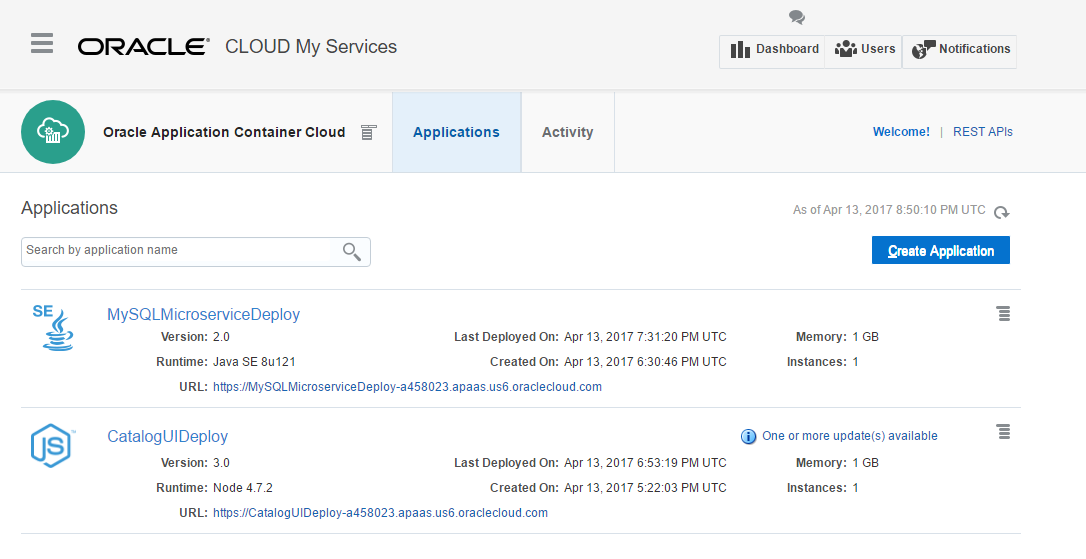 ORACLE® CLOUD My Services
Dashboard Users Notifications
Oracle Application Container Cloud Applications Activity Welcome! | REST APIs
Applications
As of Apr 13, 2017 8:50:10 PM UTC
Search by application name
Create Application
SE
MySQLMicroserviceDeploy
Version: 2.0 Last Deployed On: Apr 13, 2017 7:31:20 PM UTC Memory: 1 GB
Runtime: Java SE 8u121 Created On: Apr 13, 2017 6:30:46 PM UTC Instances: 1
URL: https://MySQLMicroserviceDeploy-a458023.apaas.us6.oraclecloud.com
JS™
CatalogUIDeploy One or more update(s) available
Version: 3.0 Last Deployed On: Apr 13, 2017 6:53:19 PM UTC Memory: 1 GB
Runtime: Node 4.7.2 Created On: Apr 13, 2017 5:22:03 PM UTC Instances: 1
URL: https://CatalogUIDeploy-a458023.apaas.us6.oraclecloud.com